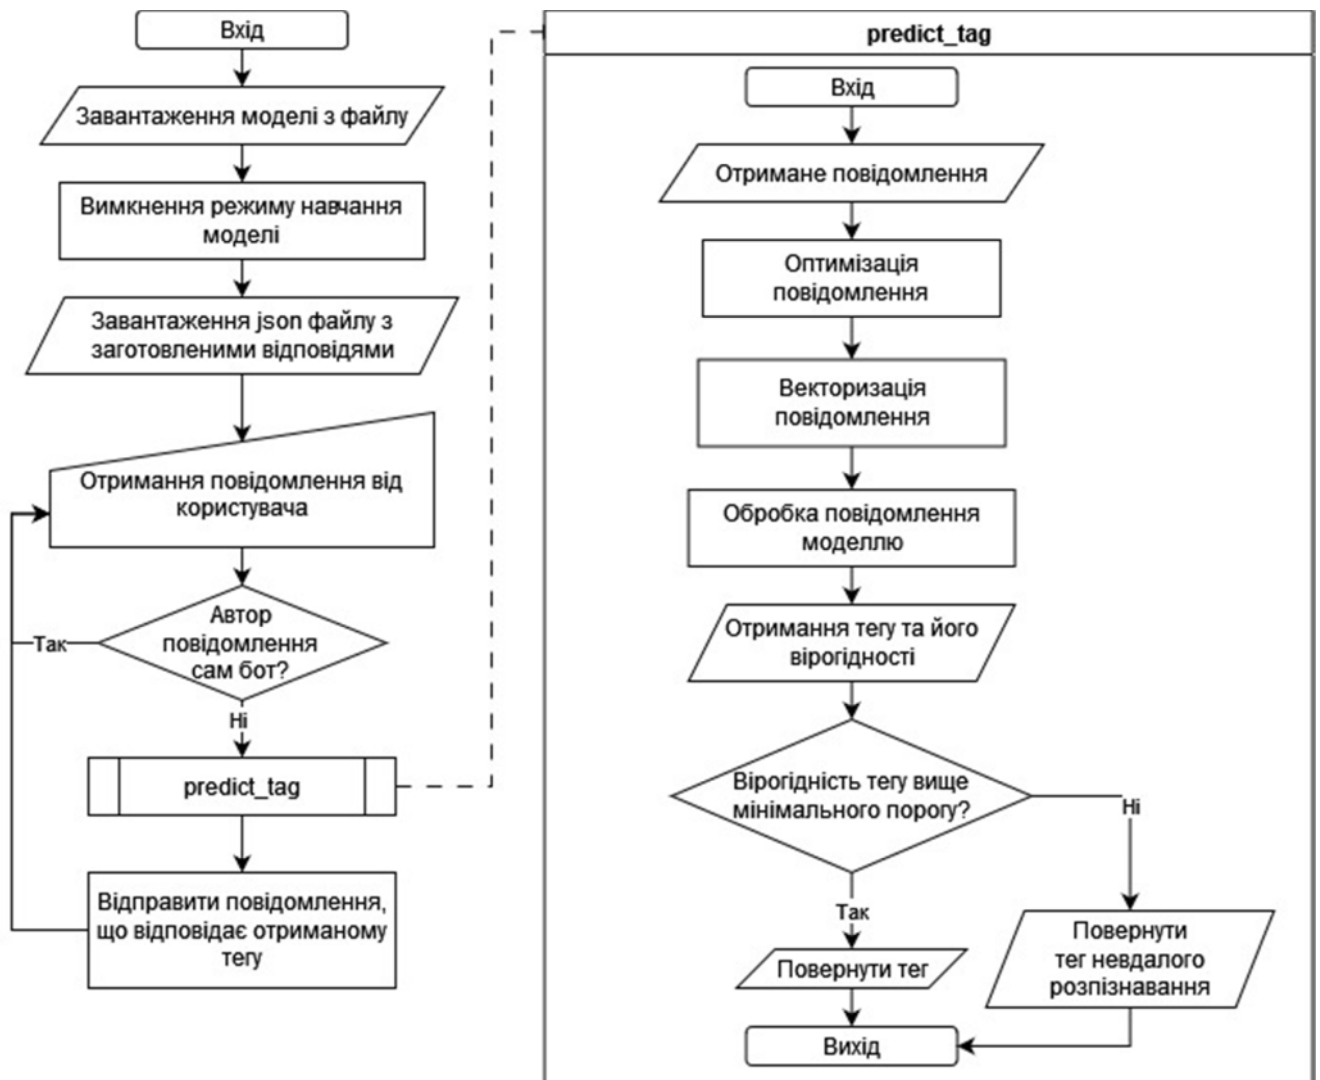 Вхід
Завантаження моделі з файлу
Вимкнення режиму навчання
моделі
Завантаження json файлу з
заготовленими відповідями
Отримання повідомлення від
користувача
Автор
повідомлення
сам бот?
Так
Ні
predict_tag
Відправити повідомлення,
що відповідає отриманому
тегу
predict_tag
Вхід
Отримане повідомлення
Оптимізація
повідомлення
Векторизація
повідомлення
Обробка повідомлення
моделлю
Отримання тегу та його
вірогідності
Вірогідність тегу вище
мінімального порогу?
Ні
Так
Повернути тег
Повернути
тег невдалого
розпізнавання
Вихід